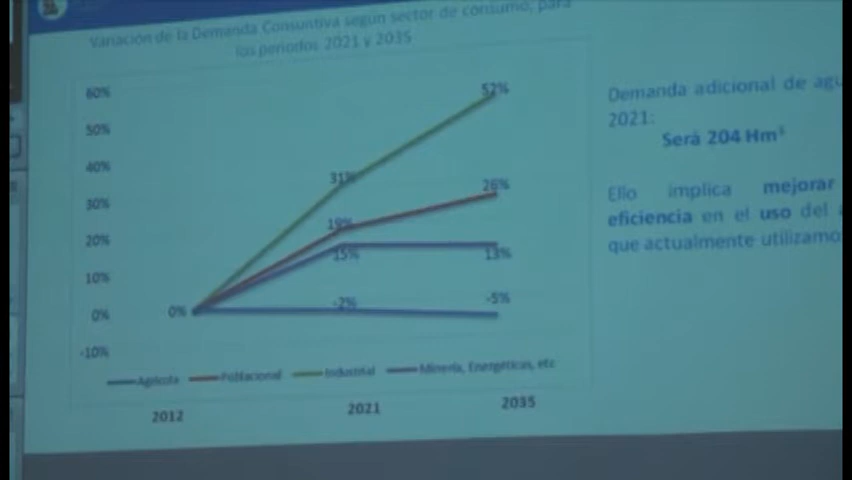 Variación de la Demanda Consuntiva según sector de consumo, para
los periodos 2021 y 2035
60%
50%
40%
30%
20%
10%
0%
-10%
0%
31%
19%
15%
-2%
57%
26%
13%
-5%
Agrícola Poblacional Industrial Minería, Energéticas, etc
2012 2021 2035
Demanda adicional de
2021:
Será 204 Hm³
Ello implica mejorar
eficiencia en el uso del
que actualmente